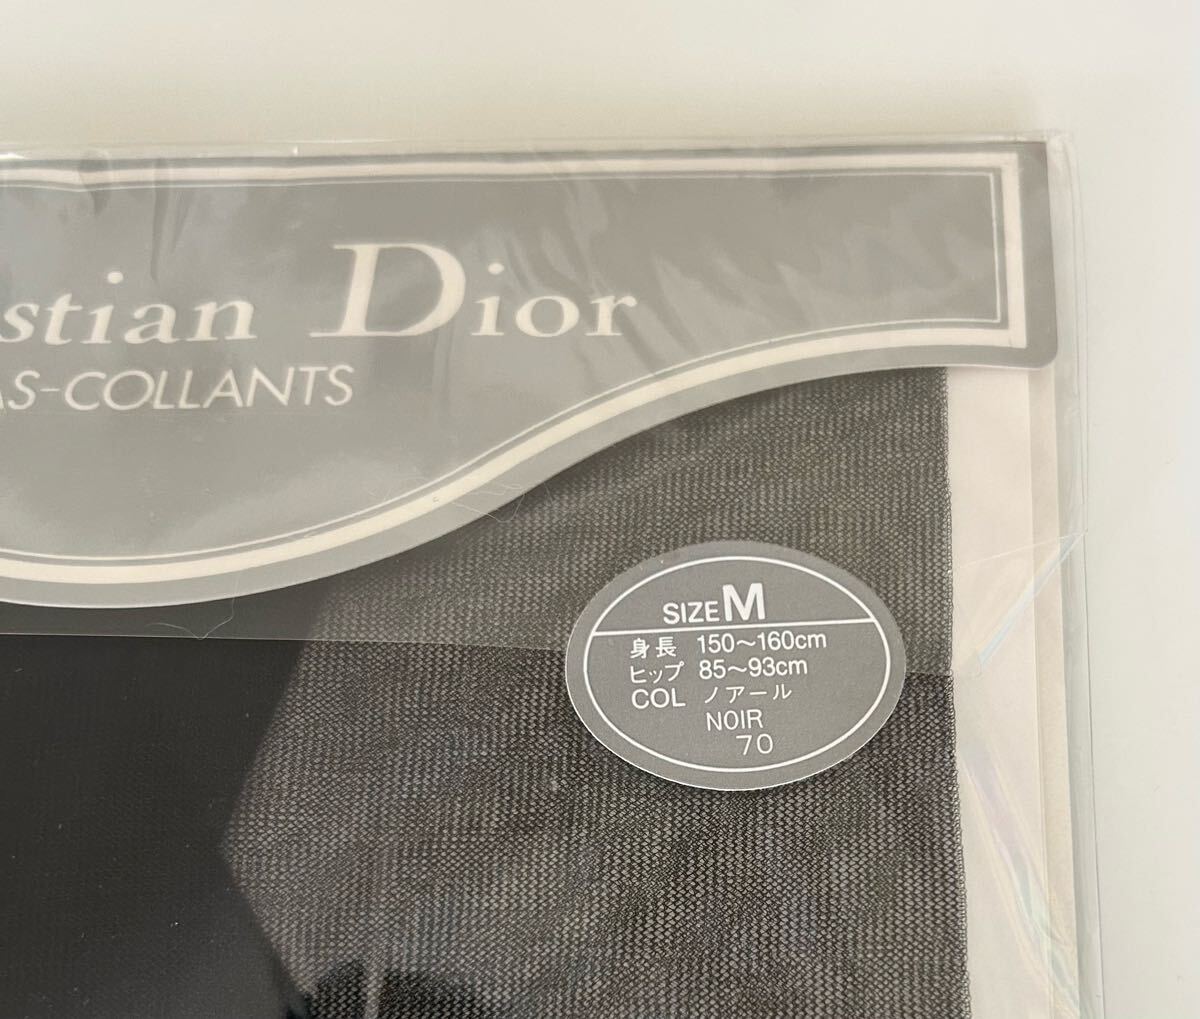 stian Dior
AS-COLLANTS
SIZE M
身長 150〜160cm
ヒップ 85〜93cm
COL ノアール
NOIR
70